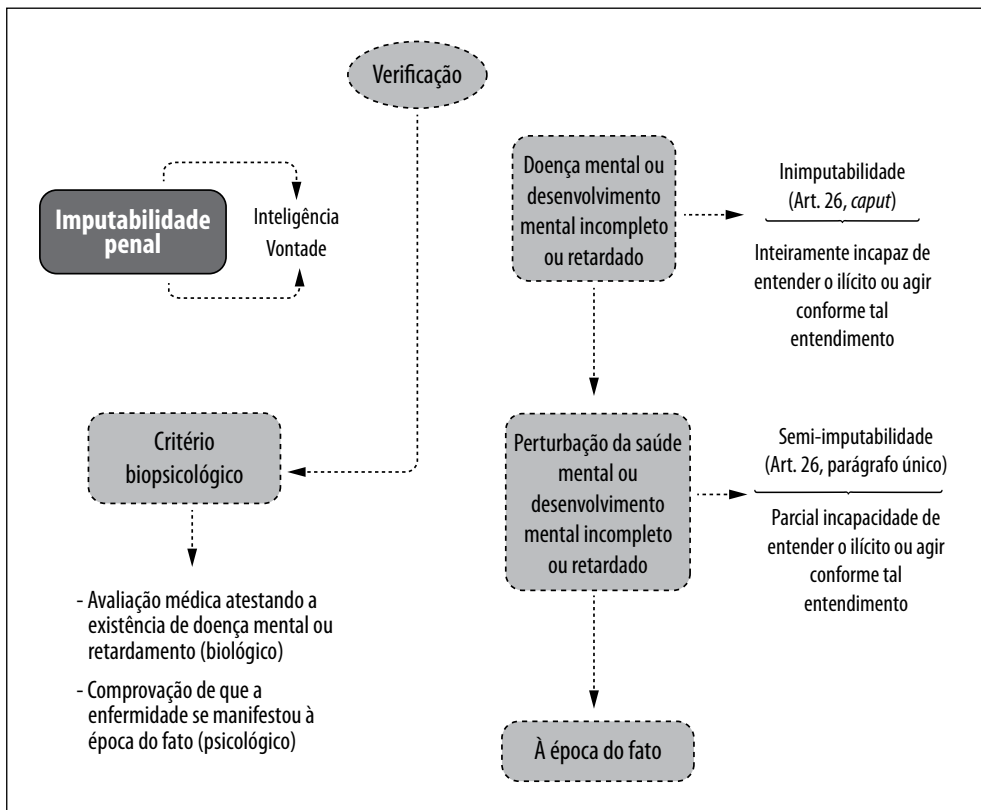 Verificação
Imputabilidade
penal
Inteligência
Vontade
Critério
biopsicológico
- Avaliação médica atestando a
existência de doença mental ou
retardamento (biológico)
- Comprovação de que a
enfermidade se manifestou à
época do fato (psicológico)
Doença mental ou
desenvolvimento
mental incompleto
ou retardado
Inimputabilidade
(Art. 26, caput)
Inteiramente incapaz de
entender o ilícito ou agir
conforme tal
entendimento
Perturbação da saúde
mental ou
desenvolvimento
mental incompleto
ou retardado
Semi-imputabilidade
(Art. 26, parágrafo único)
Parcial incapacidade de
entender o ilícito ou agir
conforme tal
entendimento
À época do fato